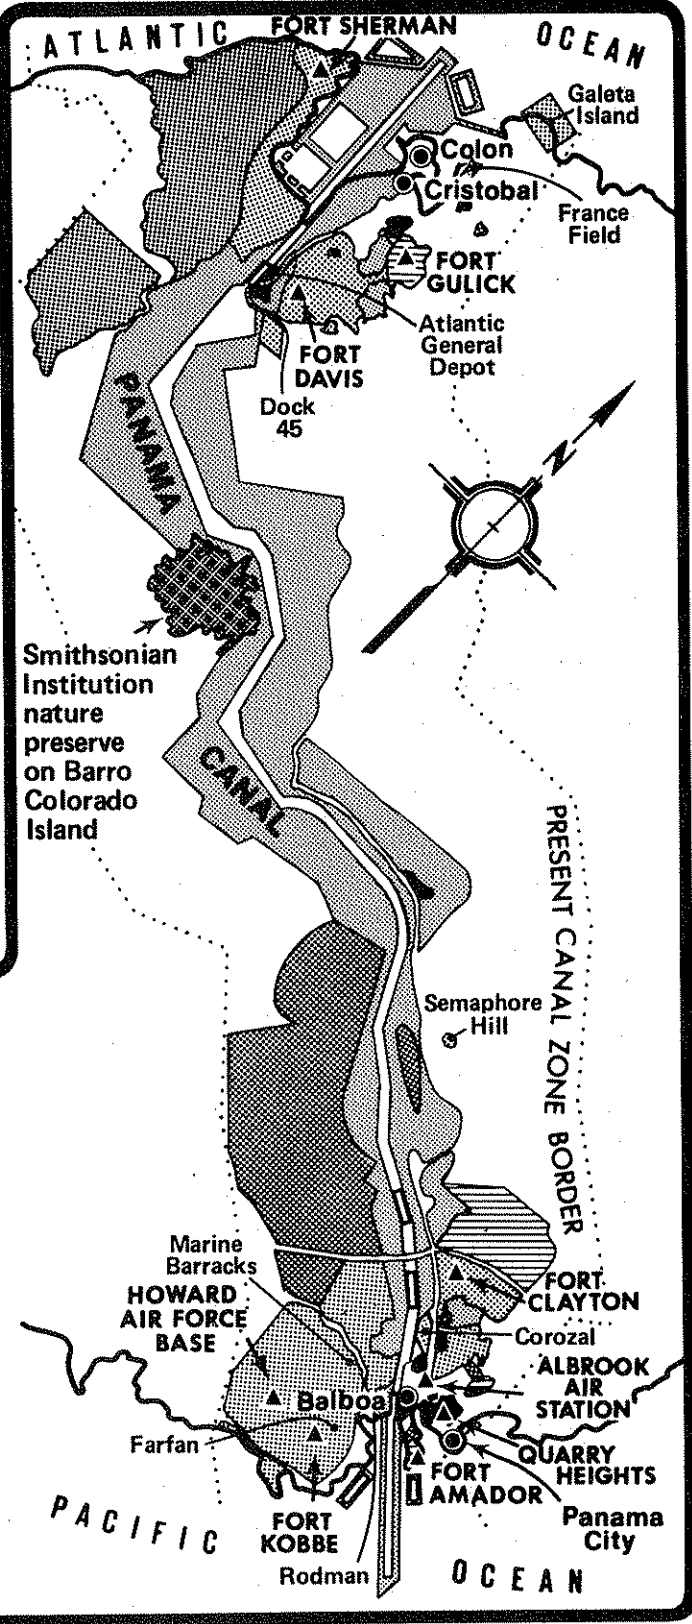 ATLANTIC
FORT SHERMAN
OCEAN
Galeta
Island
Colon
Cristobal
France
Field
FORT
GULICK
Atlantic
General
Depot
FORT
DAVIS
Dock
45
PANAMA
N
Smithsonian
Institution
nature
preserve
on Barro
Colorado
Island
CANAL
PRESENT CANAL ZONE BORDER
Semaphore
Hill
Marine
Barracks
HOWARD
AIR FORCE
BASE
FORT
CLAYTON
Corozal
ALBROOK
AIR
STATION
Balboa
Farfan
QUARRY
HEIGHTS
FORT
AMADOR
Panama
City
FORT
KOBBE
Rodman
PACIFIC
OCEAN